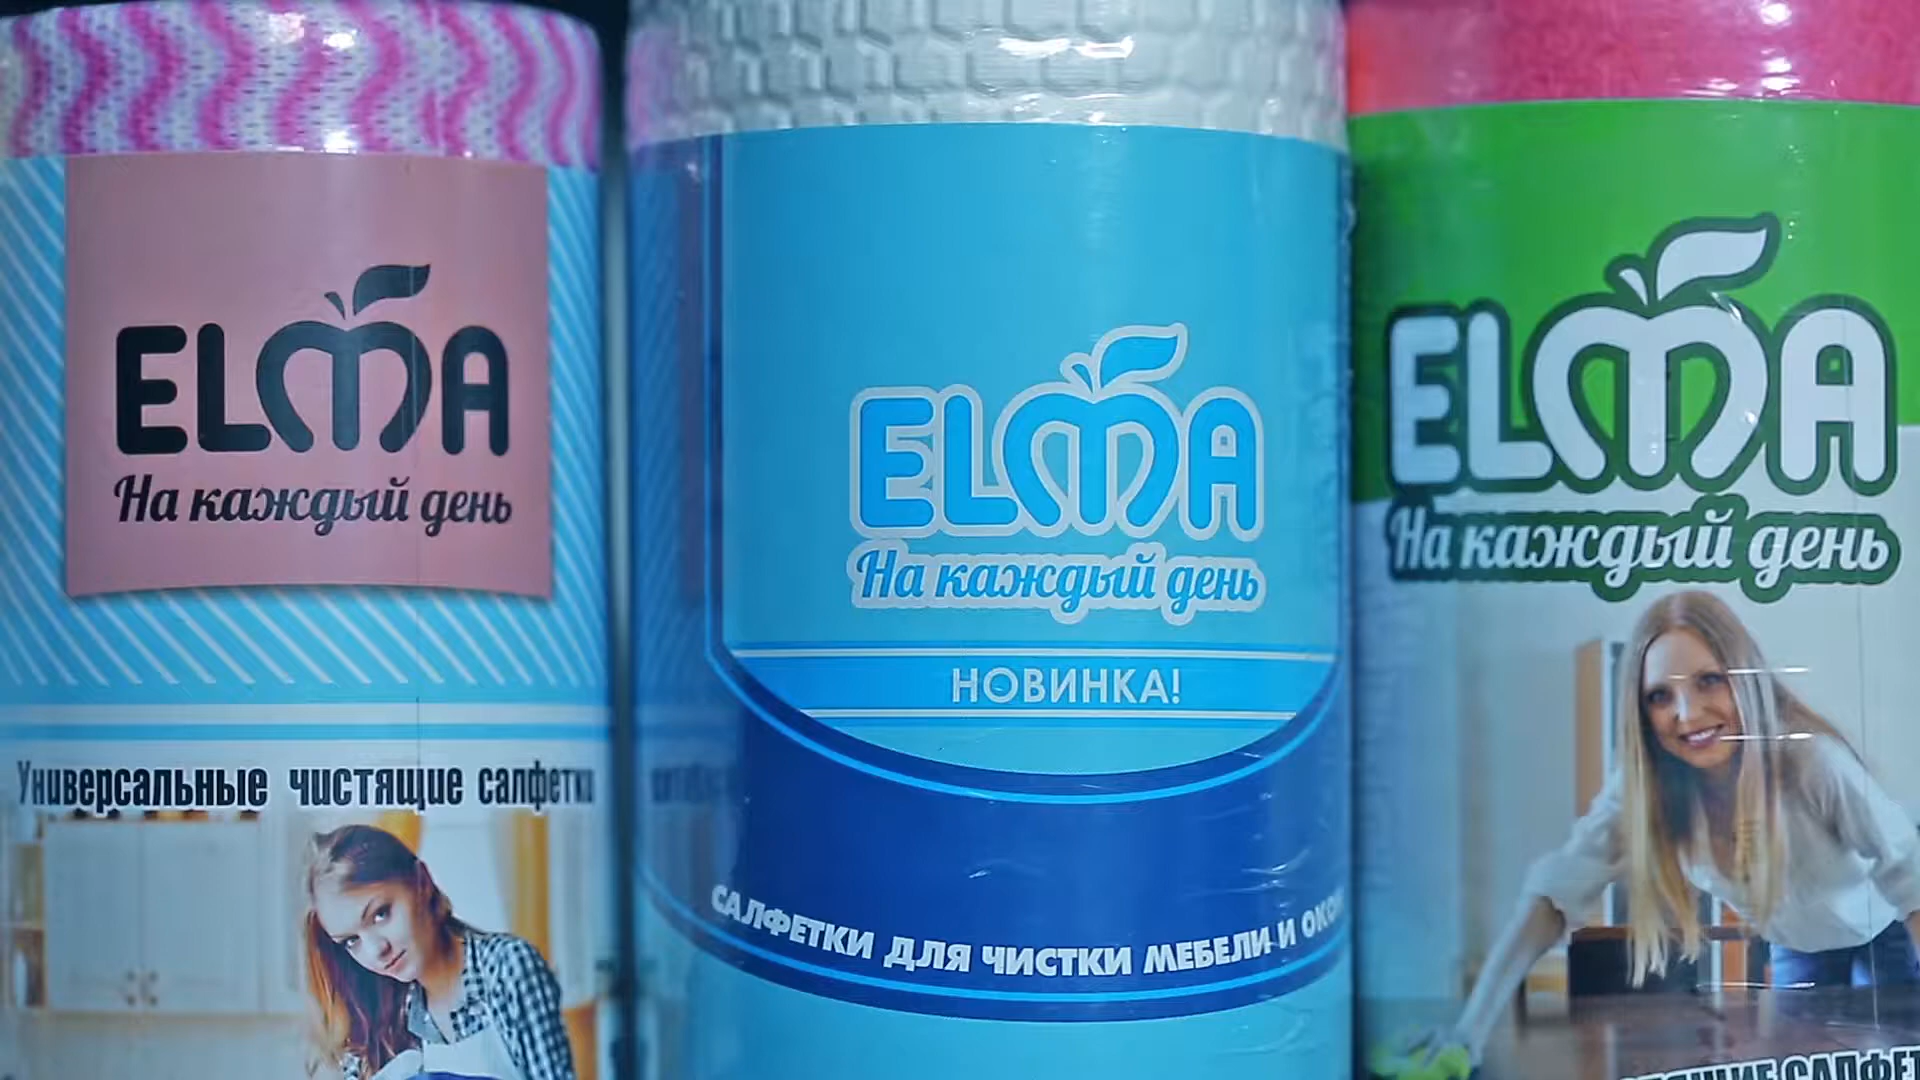 ELMA
На каждый день
Универсальные чистящие салфетки
ELMA
На каждый день
НОВИНКА!
САЛФЕТКИ ДЛЯ ЧИСТКИ МЕБЕЛИ И
ELMA
На каждый день